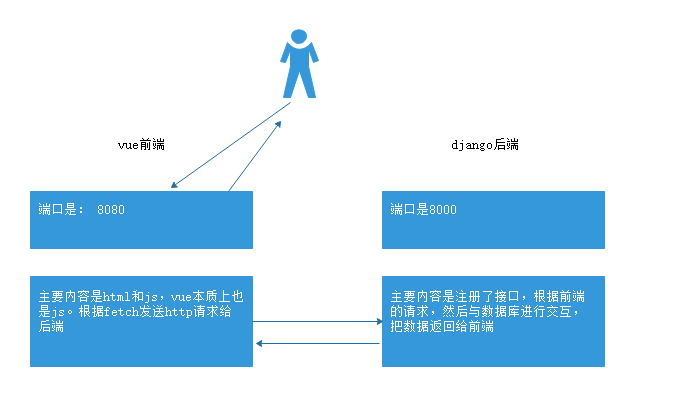 vue前端
django后端
端口是： 8080
端口是8000
主要内容是html和js，vue本质上也
是js。根据fetch发送http请求给
后端
主要内容是注册了接口，根据前端
的请求，然后与数据库进行交互，
把数据返回给前端